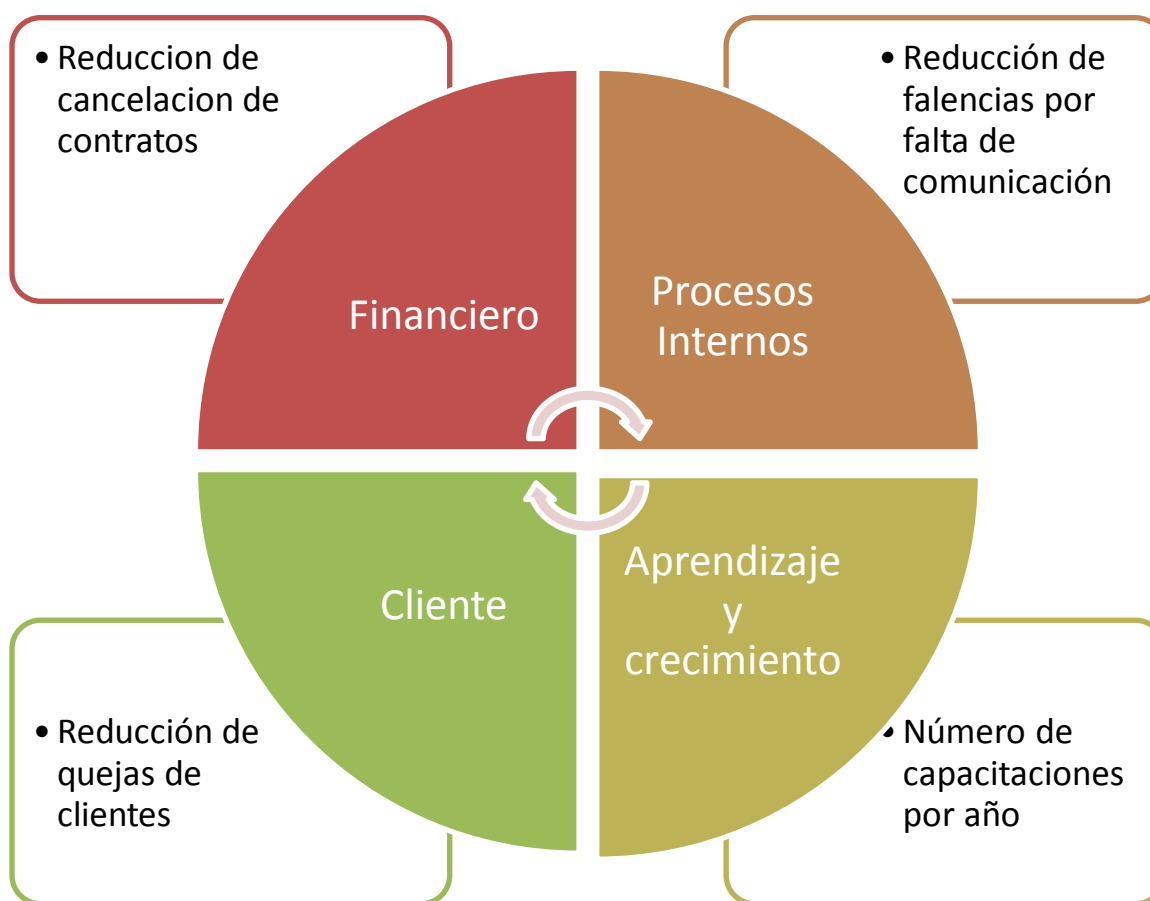 • Reduccion de
cancelacion de
contratos
• Reducción de
falencias por
falta de
comunicación
Financiero
Procesos
Internos
Cliente
Aprendizaje
y
crecimiento
• Reducción de
quejas de
clientes
• Número de
capacitaciones
por año